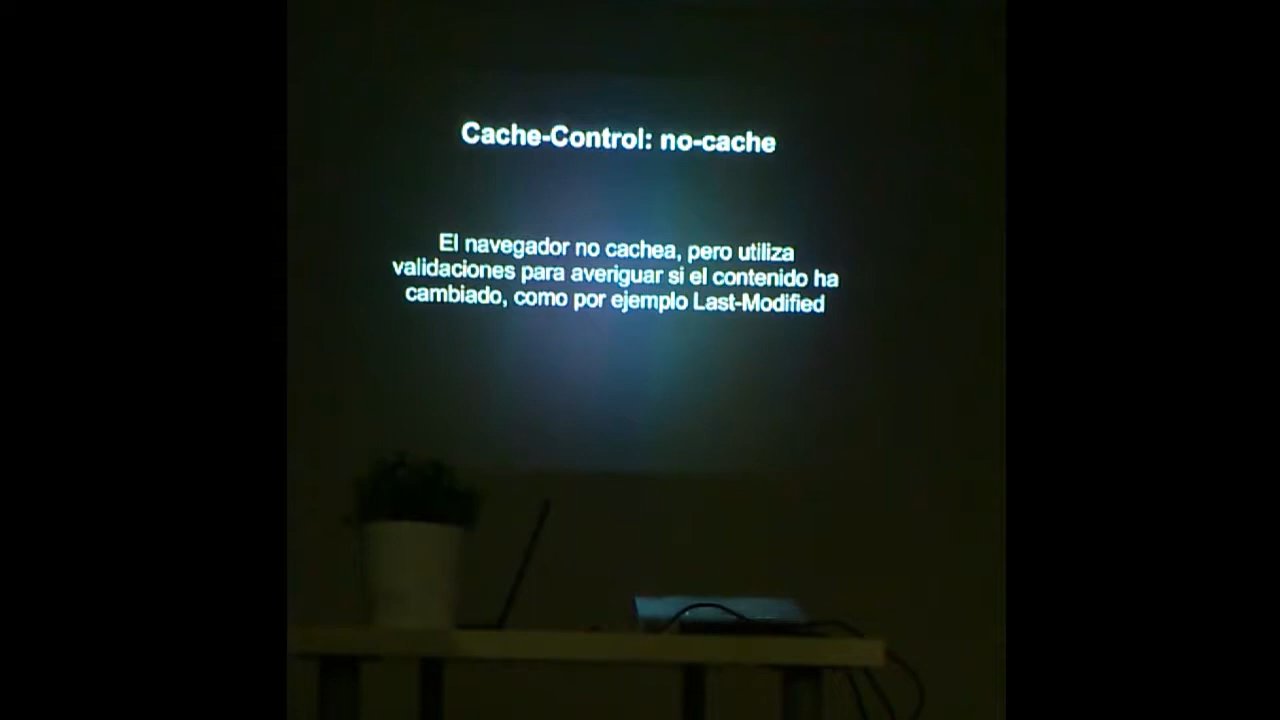 Cache-Control: no-cache
El navegador no cachea, pero utiliza
validaciones para averiguar si el contenido ha
cambiado, como por ejemplo Last-Modified